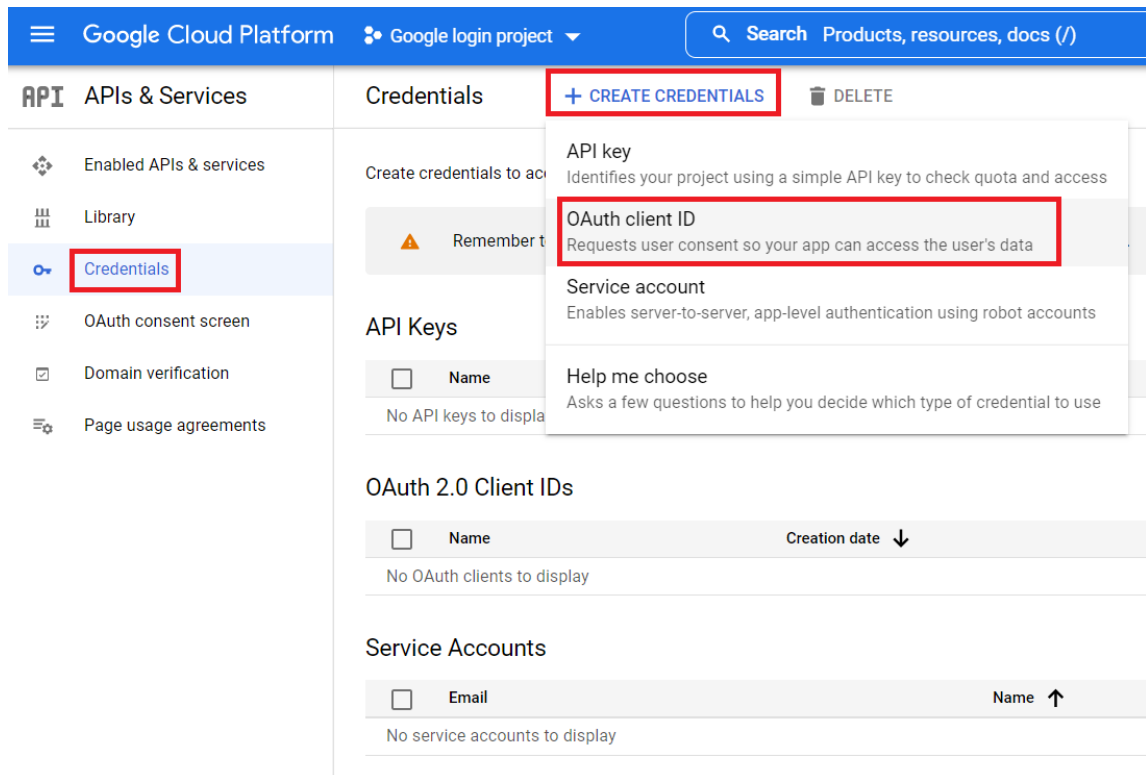 Google Cloud Platform
Google login project
Search Products, resources, docs (/)
API APIs & Services
Enabled APIs & services
Library
Credentials
OAuth consent screen
Domain verification
Page usage agreements
Credentials
+ CREATE CREDENTIALS
DELETE
API key
Identifies your project using a simple API key to check quota and access
OAuth client ID
Requests user consent so your app can access the user's data
Service account
Enables server-to-server, app-level authentication using robot accounts
Help me choose
Asks a few questions to help you decide which type of credential to use
Create credentials to
Remember
API Keys
Name
No API keys to
OAuth 2.0 Client IDs
Name Creation date
No OAuth clients to display
Service Accounts
Email Name
No service accounts to display